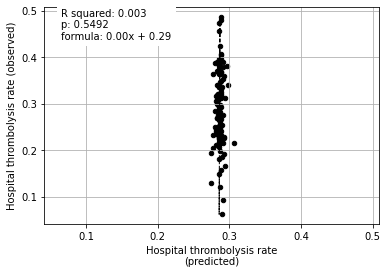 R squared: 0.003
p: 0.5492
formula: 0.00x + 0.29
0.5
0.4
0.3
0.2
0.1
Hospital thrombolysis rate (observed)
0.1 0.2 0.3 0.4 0.5
Hospital thrombolysis rate
(predicted)